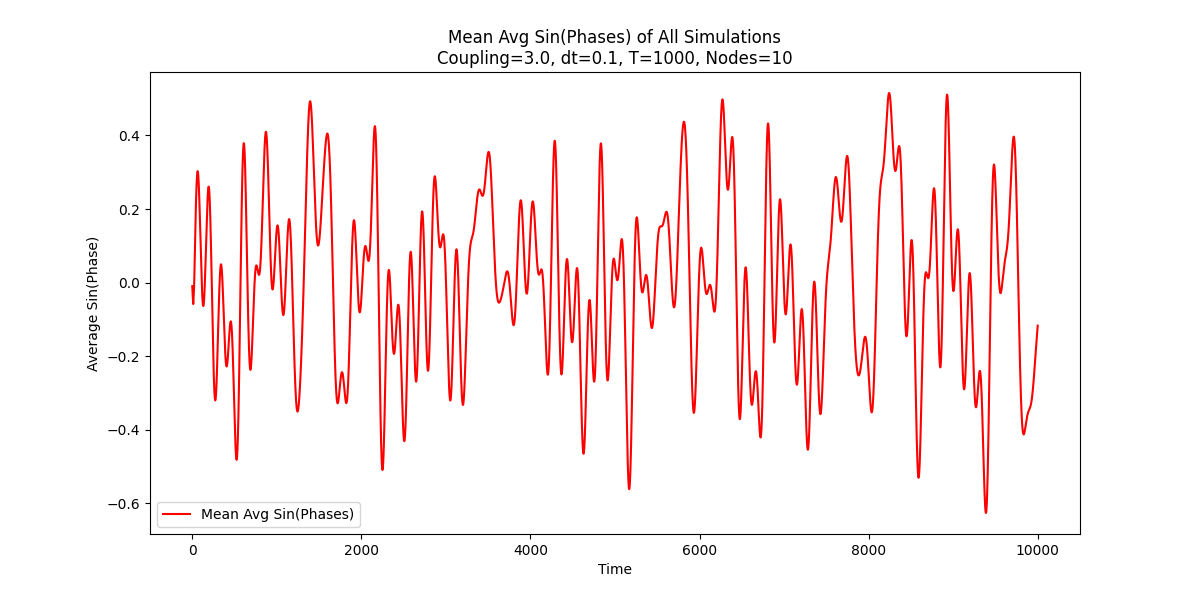 Mean Avg Sin(Phases) of All Simulations
Coupling=3.0, dt=0.1, T=1000, Nodes=10
Average Sin(Phase)
0.4
0.2
0.0
−0.2
−0.4
−0.6
Mean Avg Sin(Phases)
0 2000 4000 6000 8000 10000
Time